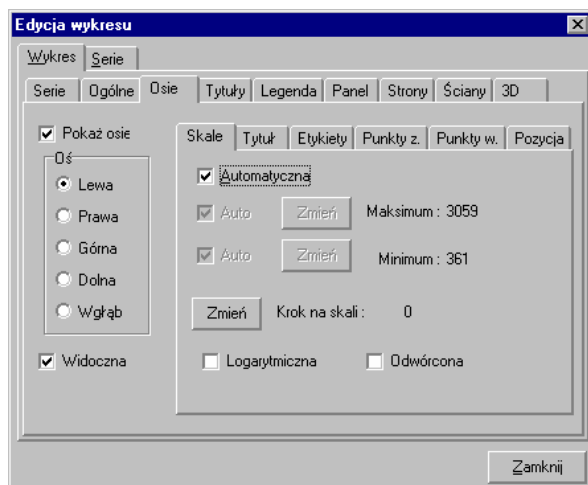 Edycja wykresu
Wykres Serie
Serie Ogólne Osie Tytuły Legenda Panel Strony Ściany 3D
Pokaż osie
Skale Tytuł Etykiety Punkty z. Punkty w. Pozycja
Oś
Automatyczna
Lewa
Auto Zmień Maksimum : 3059
Prawa
Górna
Auto Zmień Minimum : 361
Dolna
Wgłąb
Zmień Krok na skali : 0
Widoczna
Logarytmiczna Odwórcona
Zamknij